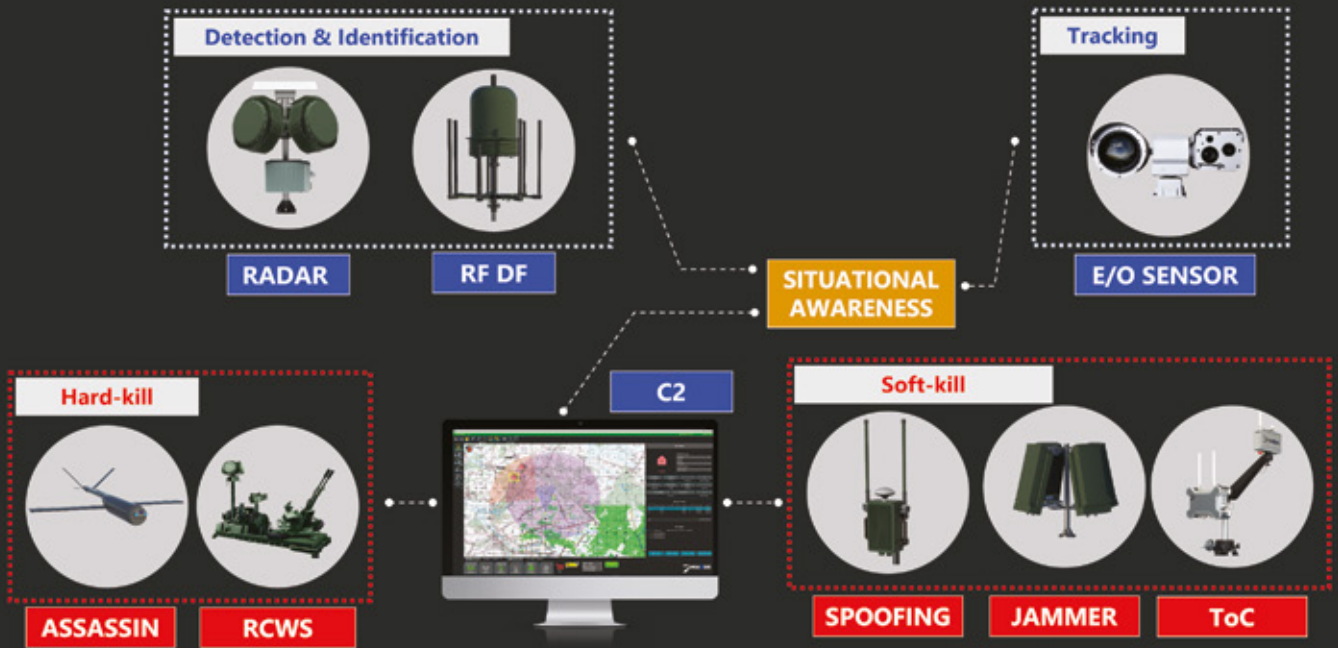 Detection & Identification
Tracking
RADAR
RF DF
E/O SENSOR
SITUATIONAL
AWARENESS
C2
Hard-kill
Soft-kill
ASSASSIN
RCWS
SPOOFING
JAMMER
ToC